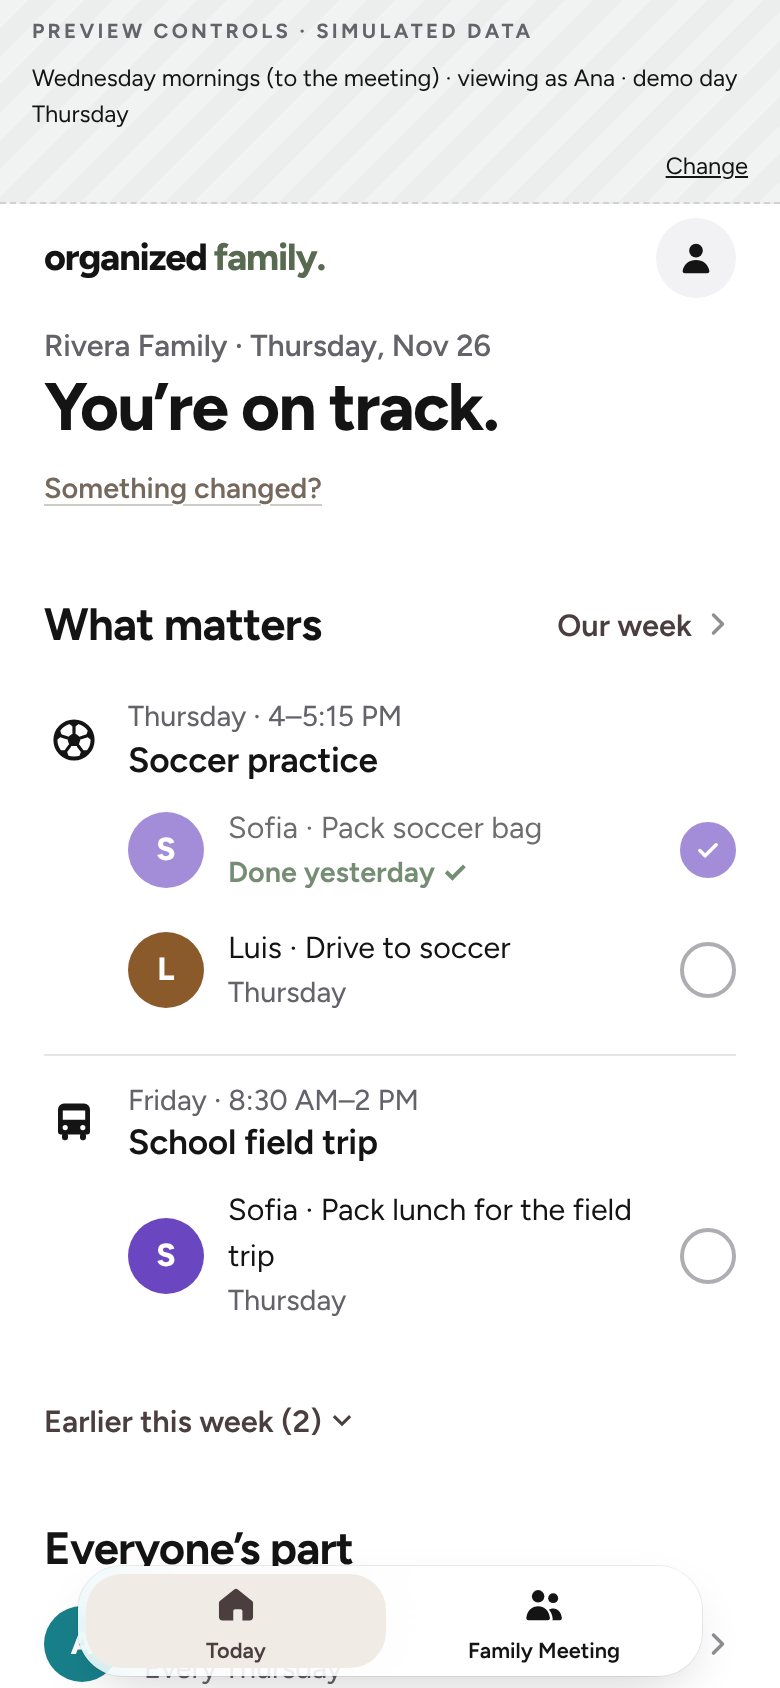 PREVIEW CONTROLS · SIMULATED DATA
Wednesday mornings (to the meeting) · viewing as Ana · demo day
Thursday
Change
organized family.
Rivera Family · Thursday, Nov 26
You're on track.
Something changed?
What matters
Our week
Thursday · 4–5:15 PM
Soccer practice
S
Sofia · Pack soccer bag
Done yesterday
L
Luis · Drive to soccer
Thursday
Friday · 8:30 AM–2 PM
School field trip
S
Sofia · Pack lunch for the field
trip
Thursday
Earlier this week (2)
Everyone's part
A
Every Thursday
Today
Family Meeting